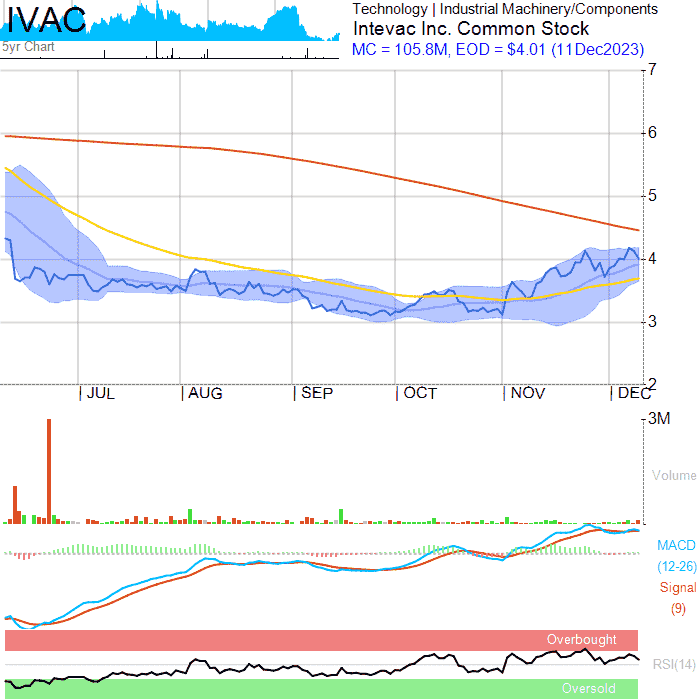 IVAC
5yr Chart
Technology | Industrial Machinery/Components
Intevac Inc. Common Stock
MC = 105.8M, EOD = $4.01 (11Dec2023)
7
6
5
4
3
2
JUL
AUG
SEP
OCT
NOV
DEC
3M
Volume
MACD
(12-26)
Signal
(9)
Overbought
RSI(14)
Oversold